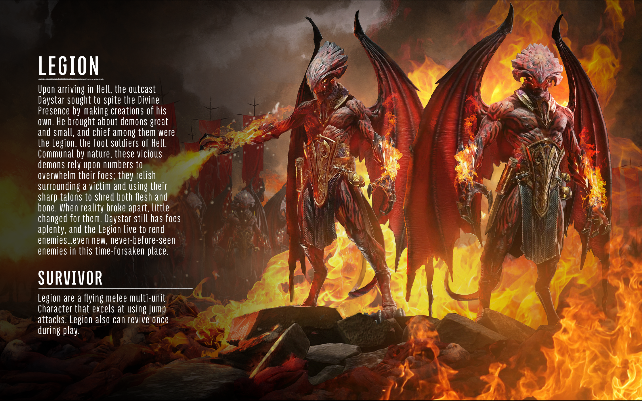 LEGION
Upon arriving in Hell, the outcast
Daystar sought to spite the Divine
Presence by making creations of his
own. He brought about demons great
and small, and chief among them were
the Legion, the foot soldiers of Hell.
Communal by nature, these vicious
demons rely upon numbers to
overwhelm their foes; they relish
surrounding a victim and using their
sharp talons to shred both flesh and
bone. When reality broke apart, little
changed for them. Daystar still has foes
aplenty, and the Legion live to rend
enemies...even new, never-before-seen
enemies in this time-forsaken place.
SURVIVOR
Legion are a flying melee multi-unit
Character that excels at using jump
attacks. Legion also can revive once
during play.